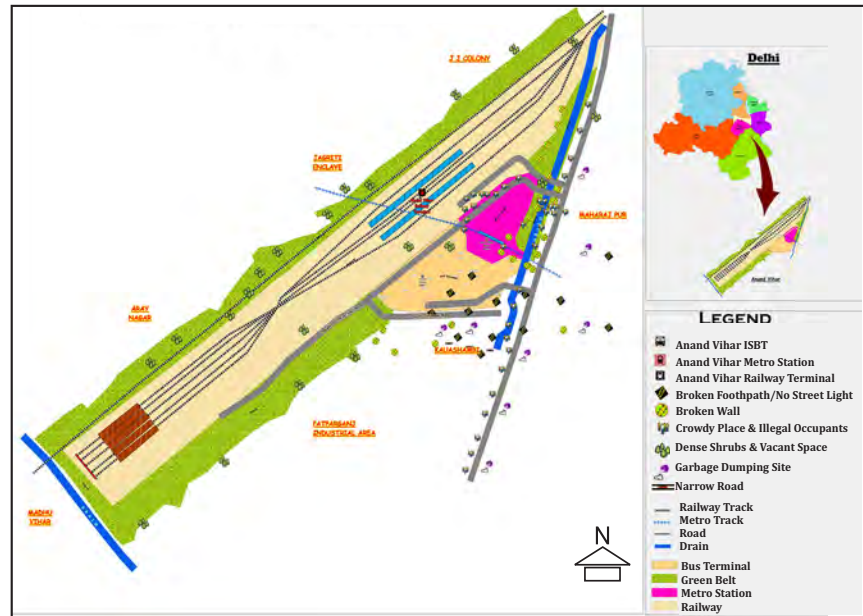 J J COLONY
JAGRITI
ENCLAVE
MAHARAJ PUR
ARAY
NAGAR
KAUASHAMBI
PATPARGANJ
INDUSTRIAL AREA
MADHU
VIHAR
N
Delhi
Anand Vihar
LEGEND
Anand Vihar ISBT
Anand Vihar Metro Station
Anand Vihar Railway Terminal
Broken Foothpath/No Street Light
Broken Wall
Crowdy Place & Illegal Occupants
Dense Shrubs & Vacant Space
Garbage Dumping Site
Narrow Road
Railway Track
Metro Track
Road
Drain
Bus Terminal
Green Belt
Metro Station
Railway